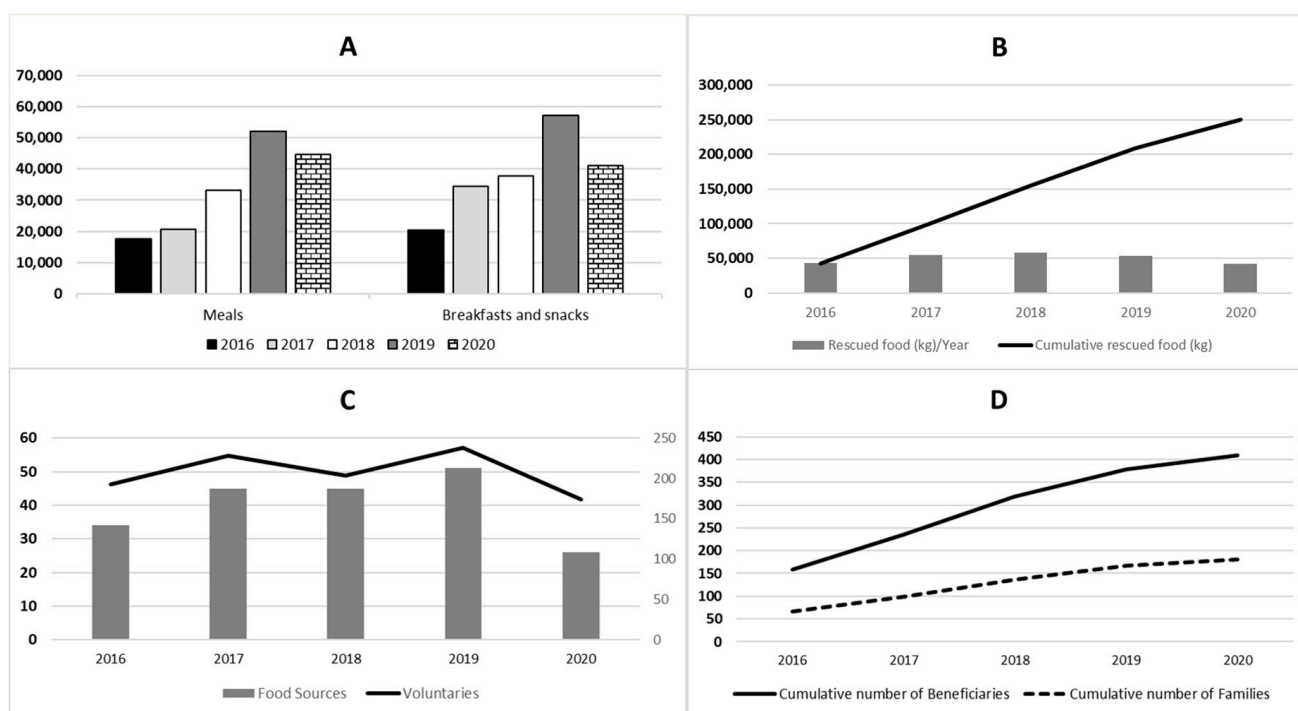 A
70,000
60,000
50,000
40,000
30,000
20,000
10,000
0
Meals Breakfasts and snacks
2016 2017 2018 2019 2020
B
300,000
250,000
200,000
150,000
100,000
50,000
0
2016 2017 2018 2019 2020
Rescued food (kg)/Year Cumulative rescued food (kg)
C
60 250
50 200
40 150
30
20 100
10 50
0 0
2016 2017 2018 2019 2020
Food Sources Voluntaries
D
450
400
350
300
250
200
150
100
50
0
2016 2017 2018 2019 2020
Cumulative number of Beneficiaries Cumulative number of Families